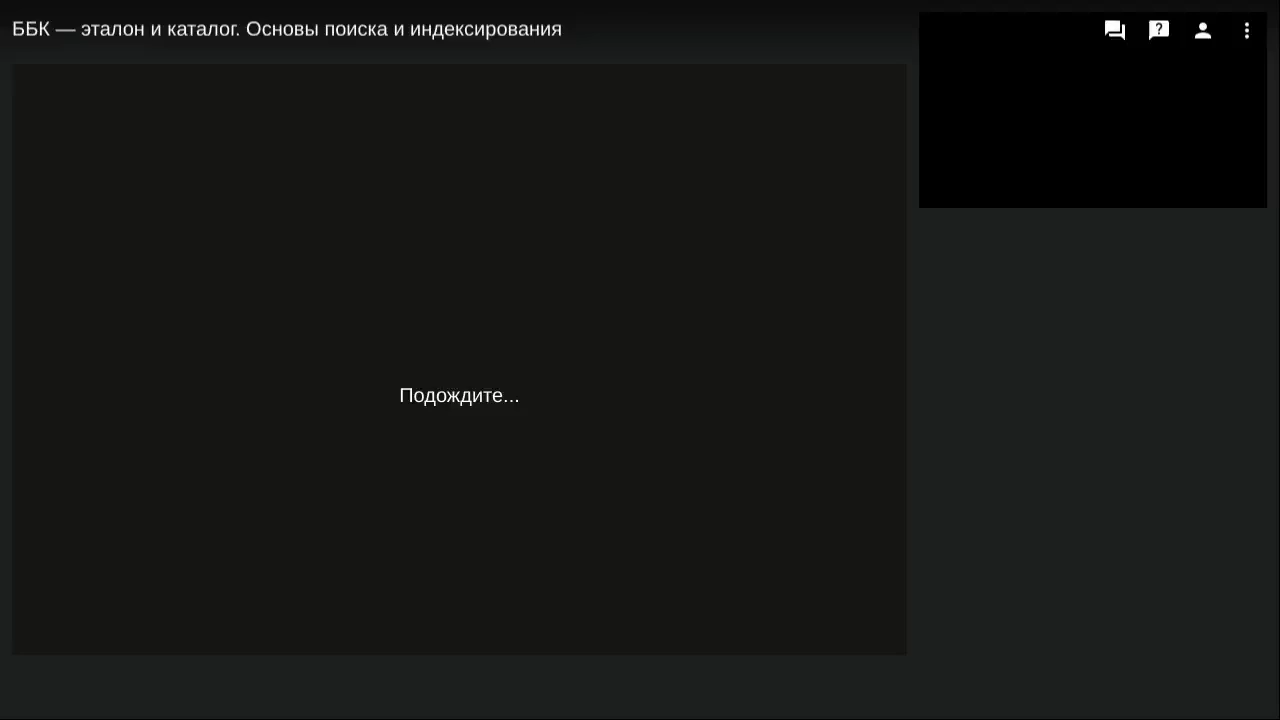 ББК — эталон и каталог. Основы поиска и индексирования
Подождите...